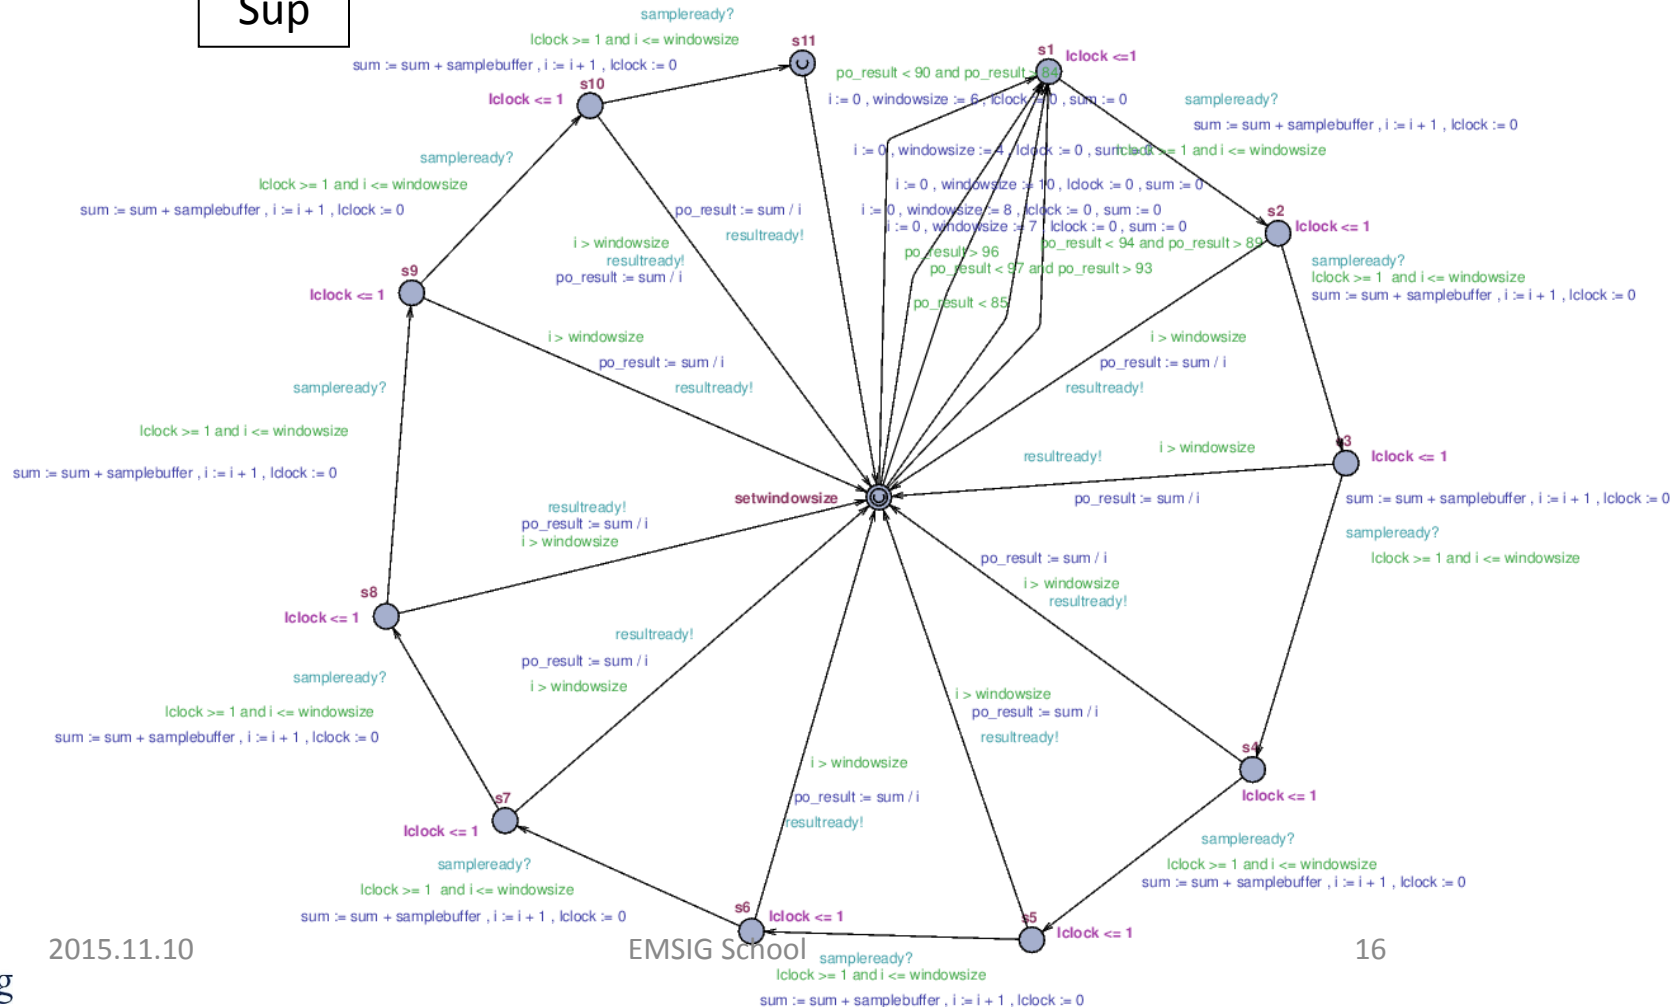 Sup
sampleready?
lclock >= 1 and i <= windowsize
sum := sum + samplebuffer , i := i + 1 , lclock := 0
s11
s10
lclock <= 1
s1
lclock <=1
po_result < 90 and po_result > 84
i := 0 , windowsize := 6 , lclock := 0 , sum := 0
sampleready?
sum := sum + samplebuffer , i := i + 1 , lclock := 0
i := 0 , windowsize := 4 , lclock := 0 , sum := 0
lclock >= 1 and i <= windowsize
sampleready?
lclock >= 1 and i <= windowsize
sum := sum + samplebuffer , i := i + 1 , lclock := 0
po_result := sum / i
resultready!
i := 0 , windowsize := 10 , lclock := 0 , sum := 0
i := 0 , windowsize := 8 , lclock := 0 , sum := 0
i := 0 , windowsize := 7 , lclock := 0 , sum := 0
s2
lclock <= 1
po_result < 94 and po_result > 89
po_result > 96
po_result < 97 and po_result > 93
po_result < 85
i > windowsize
resultready!
po_result := sum / i
sampleready?
lclock >= 1 and i <= windowsize
sum := sum + samplebuffer , i := i + 1 , lclock := 0
s9
lclock <= 1
i > windowsize
po_result := sum / i
resultready!
i > windowsize
po_result := sum / i
resultready!
sampleready?
lclock >= 1 and i <= windowsize
sum := sum + samplebuffer , i := i + 1 , lclock := 0
s3
lclock <= 1
resultready!
i > windowsize
po_result := sum / i
sum := sum + samplebuffer , i := i + 1 , lclock := 0
sampleready?
lclock >= 1 and i <= windowsize
setwindowsize
resultready!
po_result := sum / i
i > windowsize
po_result := sum / i
i > windowsize
resultready!
s8
lclock <= 1
resultready!
po_result := sum / i
i > windowsize
sampleready?
lclock >= 1 and i <= windowsize
sum := sum + samplebuffer , i := i + 1 , lclock := 0
i > windowsize
po_result := sum / i
resultready!
s4
lclock <= 1
i > windowsize
po_result := sum / i
resultready!
s7
lclock <= 1
sampleready?
lclock >= 1 and i <= windowsize
sum := sum + samplebuffer , i := i + 1 , lclock := 0
sampleready?
lclock >= 1 and i <= windowsize
sum := sum + samplebuffer , i := i + 1 , lclock := 0
s6
lclock <= 1
s5
lclock <= 1
sampleready?
lclock >= 1 and i <= windowsize
sum := sum + samplebuffer , i := i + 1 , lclock := 0
2015.11.10
EMSIG School
16
g